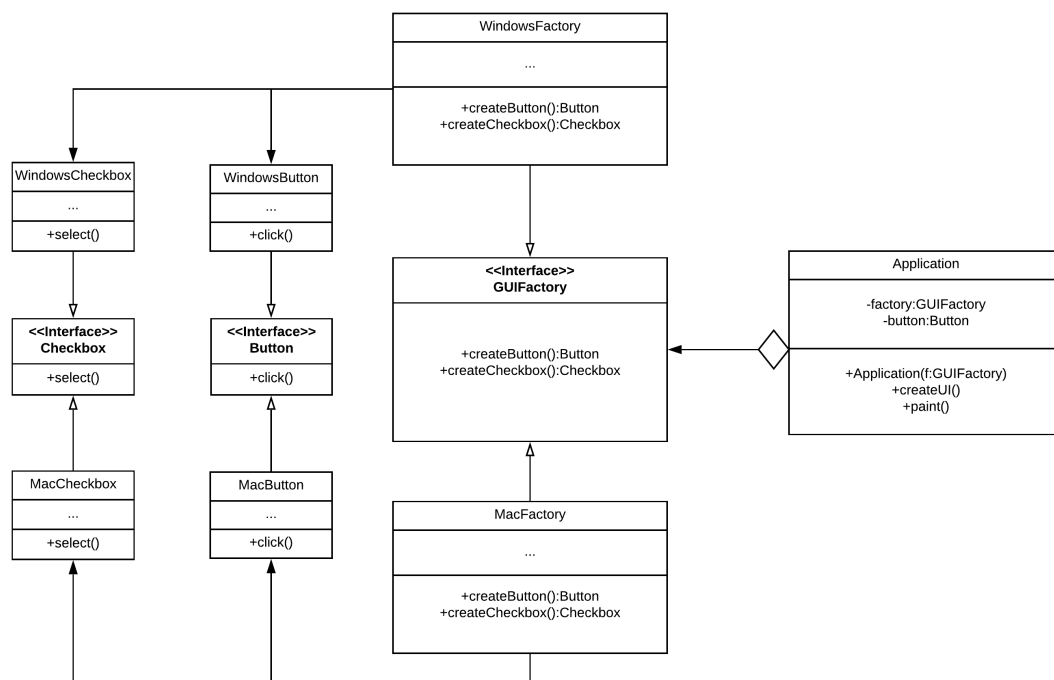 WindowsFactory
...
+createButton():Button
+createCheckbox():Checkbox
WindowsCheckbox
...
+select()
WindowsButton
...
+click()
<<Interface>>
GUIFactory
+createButton():Button
+createCheckbox():Checkbox
Application
-factory:GUIFactory
-button:Button
+Application(f:GUIFactory)
+createUI()
+paint()
<<Interface>>
Checkbox
+select()
<<Interface>>
Button
+click()
MacCheckbox
...
+select()
MacButton
...
+click()
MacFactory
...
+createButton():Button
+createCheckbox():Checkbox